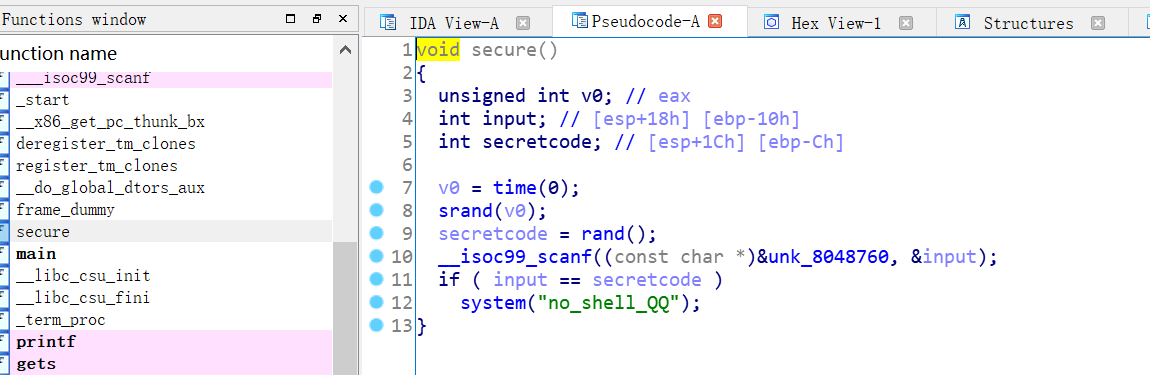 Functions window
IDA View-A
Pseudocode-A
Hex View-1
Structures
unction name
___isoc99_scanf
_start
__x86_get_pc_thunk_bx
deregister_tm_clones
register_tm_clones
__do_global_dtors_aux
frame_dummy
secure
main
__libc_csu_init
__libc_csu_fini
_term_proc
printf
gets
1 void secure()
2 {
3 unsigned int v0; // eax
4 int input; // [esp+18h] [ebp-10h]
5 int secretcode; // [esp+1Ch] [ebp-Ch]
6
7 v0 = time(0);
8 srand(v0);
9 secretcode = rand();
10 __isoc99_scanf((const char *)&unk_8048760, &input);
11 if ( input == secretcode )
12 system("no_shell_QQ");
13 }